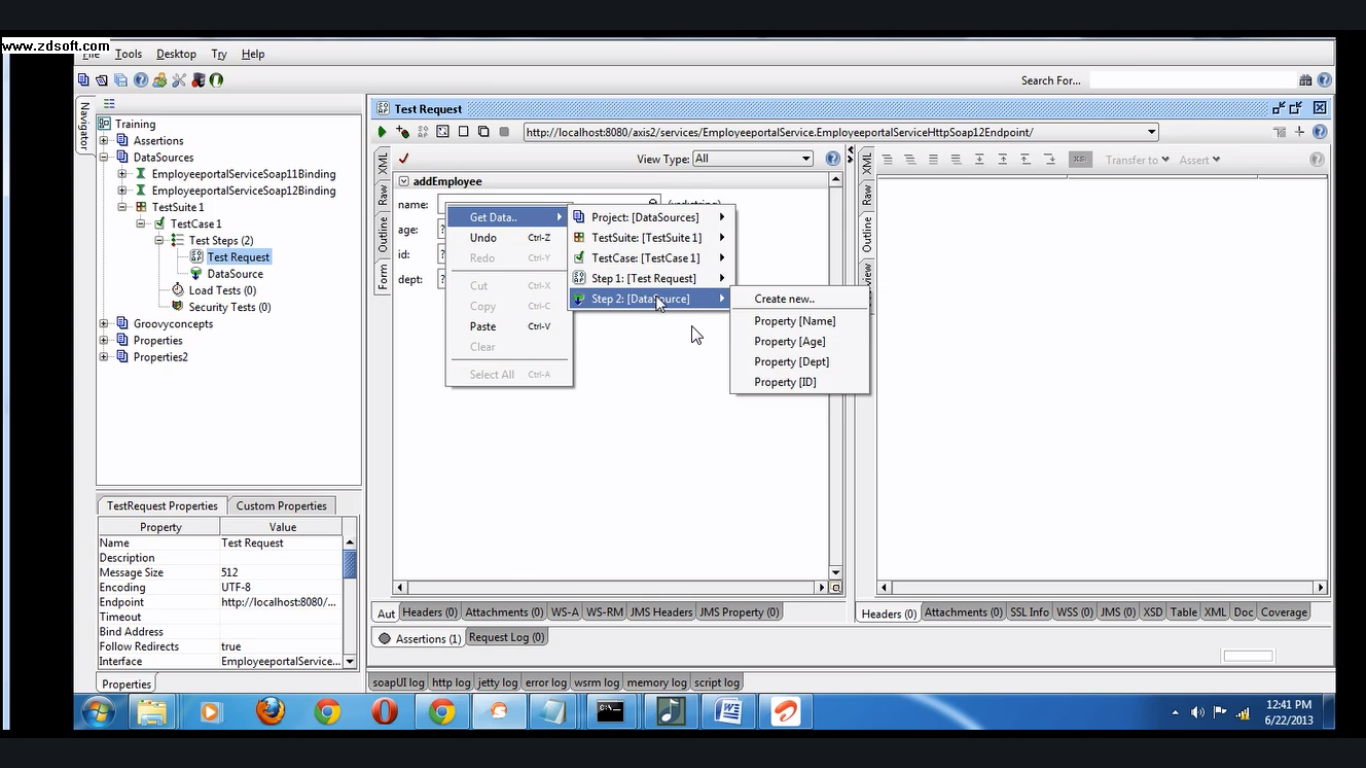 www.zdsoft.com
File Tools Desktop Try Help
Search For...
Navigator
Training
Assertions
DataSources
EmployeeportalServiceSoap11Binding
EmployeeportalServiceSoap12Binding
TestSuite 1
TestCase 1
Test Steps (2)
Test Request
DataSource
Load Tests (0)
Security Tests (0)
Groovyconcepts
Properties
Properties2
TestRequest Properties Custom Properties
Property Value
Name Test Request
Description
Message Size 512
Encoding UTF-8
Endpoint http://localhost:8080/...
Timeout
Bind Address
Follow Redirects true
Interface EmployeeportalService...
Properties
Test Request
http://localhost:8080/axis2/services/EmployeeportalService.EmployeeportalServiceHttpSoap12Endpoint/
XML
Raw
Outline
Form
View Type: All
addEmployee
name: (xsd:string)
age: ?
id: ?
dept: ?
Get Data..
Undo Ctrl-Z
Redo Ctrl-Y
Cut Ctrl-X
Copy Ctrl-C
Paste Ctrl-V
Clear
Select All Ctrl-A
Project: [DataSources]
TestSuite: [TestSuite 1]
TestCase: [TestCase 1]
Step 1: [Test Request]
Step 2: [DataSource]
Create new..
Property [Name]
Property [Age]
Property [Dept]
Property [ID]
XML
Raw
Outline
Transfer to Assert
Aut Headers (0) Attachments (0) WS-A WS-RM JMS Headers JMS Property (0)
Headers (0) Attachments (0) SSL Info WSS (0) JMS (0) XSD Table XML Doc Coverage
Assertions (1) Request Log (0)
soapUI log http log jetty log error log wsrm log memory log script log
12:41 PM
6/22/2013